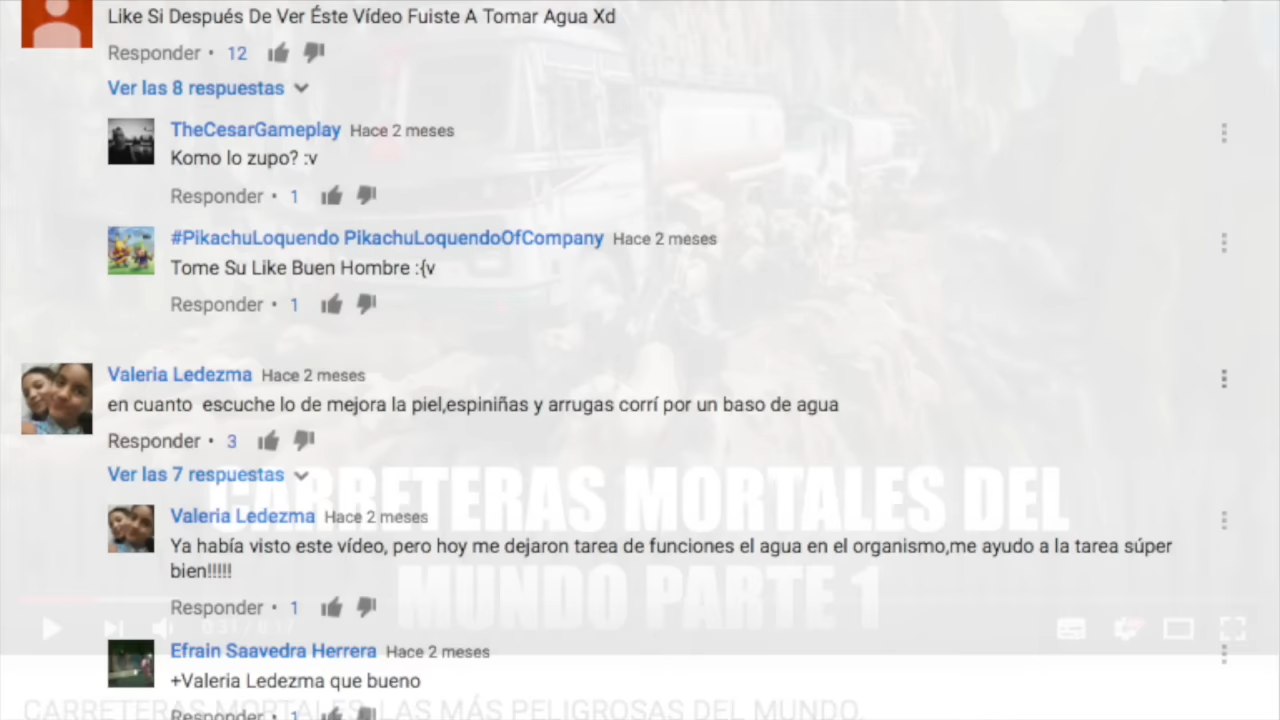 Like Si Después De Ver Éste Vídeo Fuiste A Tomar Agua Xd
Responder • 12
Ver las 8 respuestas
TheCesarGameplay Hace 2 meses
Komo lo zupo? :v
Responder • 1
#PikachuLoquendo PikachuLoquendoOfCompany Hace 2 meses
Tome Su Like Buen Hombre :{v
Responder • 1
Valeria Ledezma Hace 2 meses
en cuanto escuche lo de mejora la piel,espiniñas y arrugas corrí por un baso de agua
Responder • 3
Ver las 7 respuestas
CARRETERAS MORTALES DEL
Valeria Ledezma Hace 2 meses
Ya había visto este vídeo, pero hoy me dejaron tarea de funciones el agua en el organismo,me ayudo a la tarea súper
bien!!!!!
MUNDO PARTE 1
Responder • 1
Efrain Saavedra Herrera Hace 2 meses
+Valeria Ledezma que bueno
CARRETERAS MORTALES, LAS MÁS PELIGROSAS DEL MUNDO.
Responder • 1